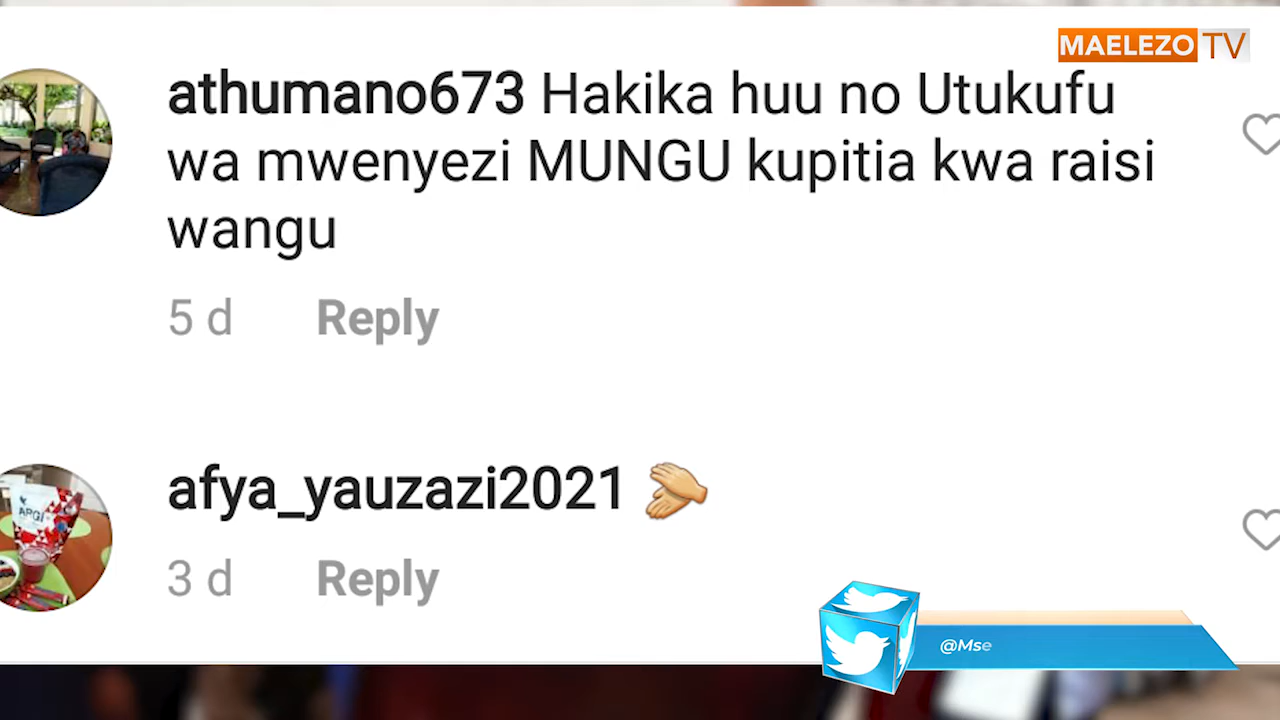 MAELEZO TV
athumano673 Hakika huu no Utukufu
wa mwenyezi MUNGU kupitia kwa raisi
wangu
5 d Reply
afya_yauzazi2021
3 d Reply
ARGI
@Mse